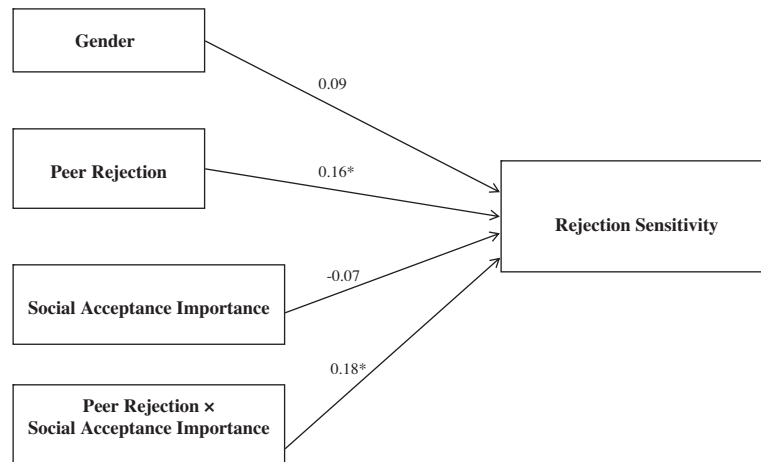 Gender
0.09
Peer Rejection
0.16*
Rejection Sensitivity
Social Acceptance Importance
-0.07
0.18*
Peer Rejection ×
Social Acceptance Importance